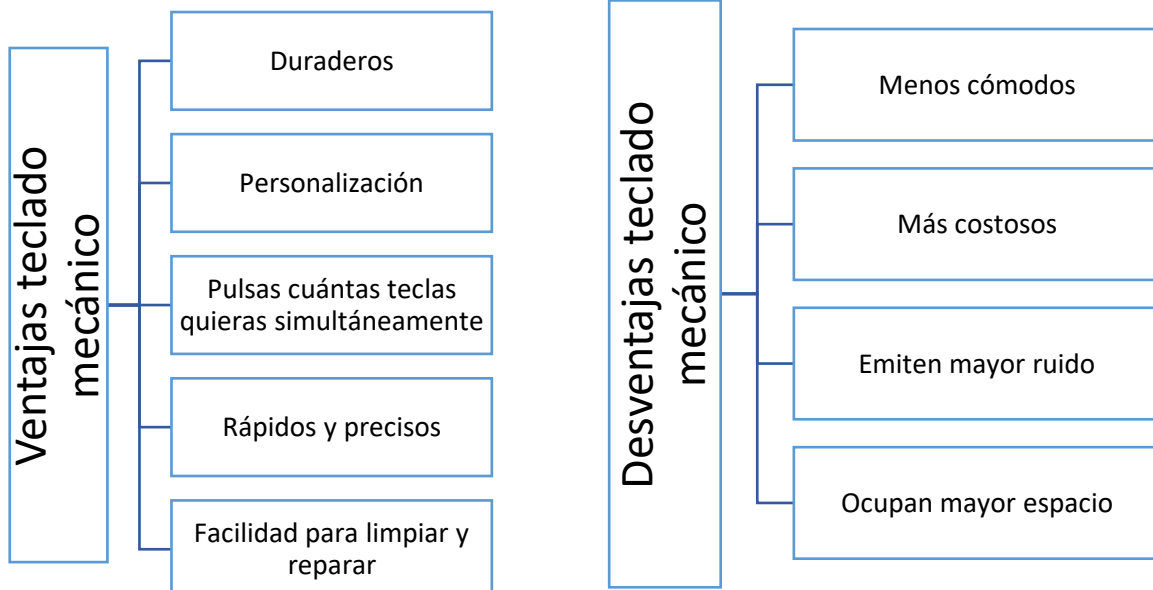 Ventajas teclado
mecánico
Duraderos
Personalización
Pulsas cuántas teclas
quieras simultáneamente
Rápidos y precisos
Facilidad para limpiar y
reparar
Desventajas teclado
mecánico
Menos cómodos
Más costosos
Emiten mayor ruido
Ocupan mayor espacio